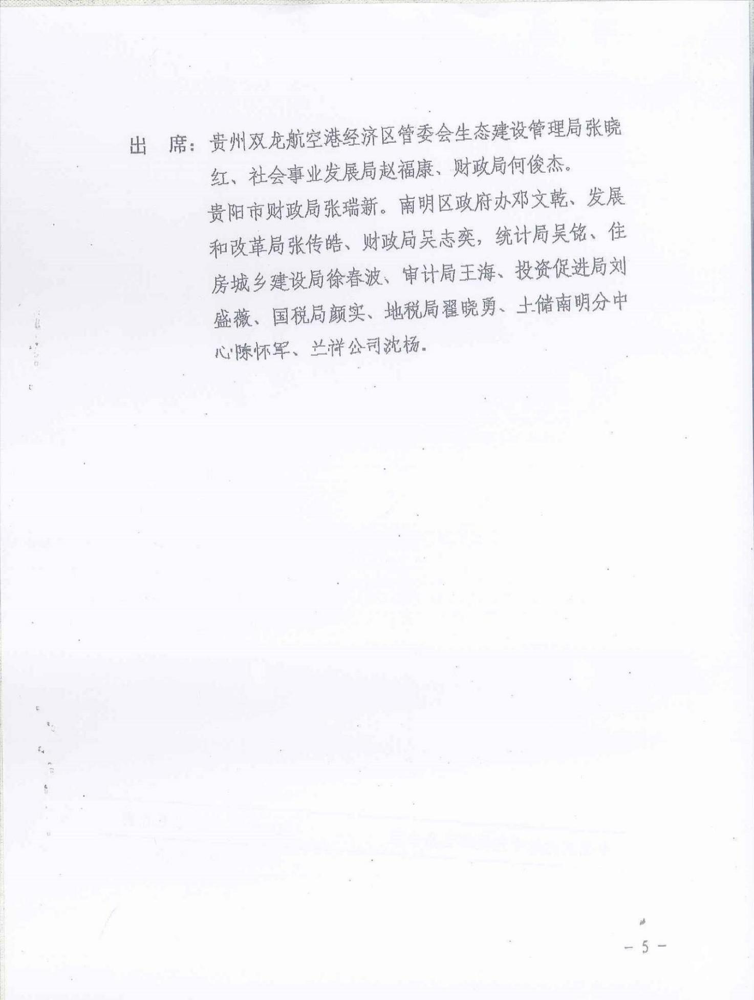 出　席：贵州双龙航空港经济区管委会生态建设管理局张晓
红、社会事业发展局赵福康、财政局何俊杰。
贵阳市财政局张瑞新。南明区政府办邓文乾、发展
和改革局张传皓、财政局吴志奕，统计局吴铭、住
房城乡建设局徐春波、审计局王海、投资促进局刘
盛薇、国税局颜实、地税局翟晓勇、土储南明分中
心陈怀军、兰祥公司沈杨。
- 5 -